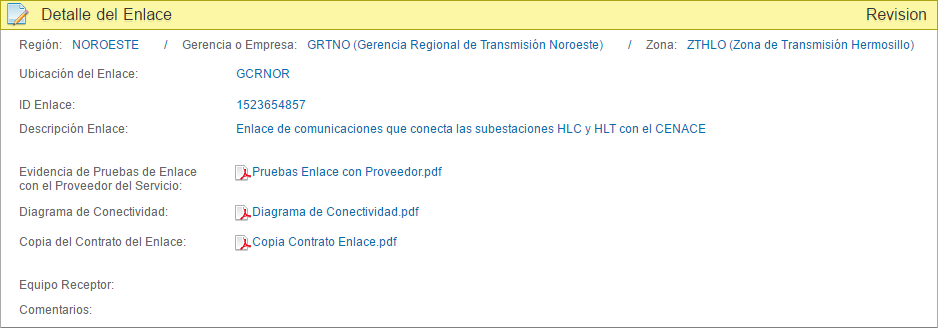 Detalle del Enlace Revision
Región: NOROESTE / Gerencia o Empresa: GRTNO (Gerencia Regional de Transmisión Noroeste) / Zona: ZTHLO (Zona de Transmisión Hermosillo)
Ubicación del Enlace: GCRNOR
ID Enlace: 1523654857
Descripción Enlace: Enlace de comunicaciones que conecta las subestaciones HLC y HLT con el CENACE
Evidencia de Pruebas de Enlace
con el Proveedor del Servicio: Pruebas Enlace con Proveedor.pdf
Diagrama de Conectividad: Diagrama de Conectividad.pdf
Copia del Contrato del Enlace: Copia Contrato Enlace.pdf
Equipo Receptor:
Comentarios: